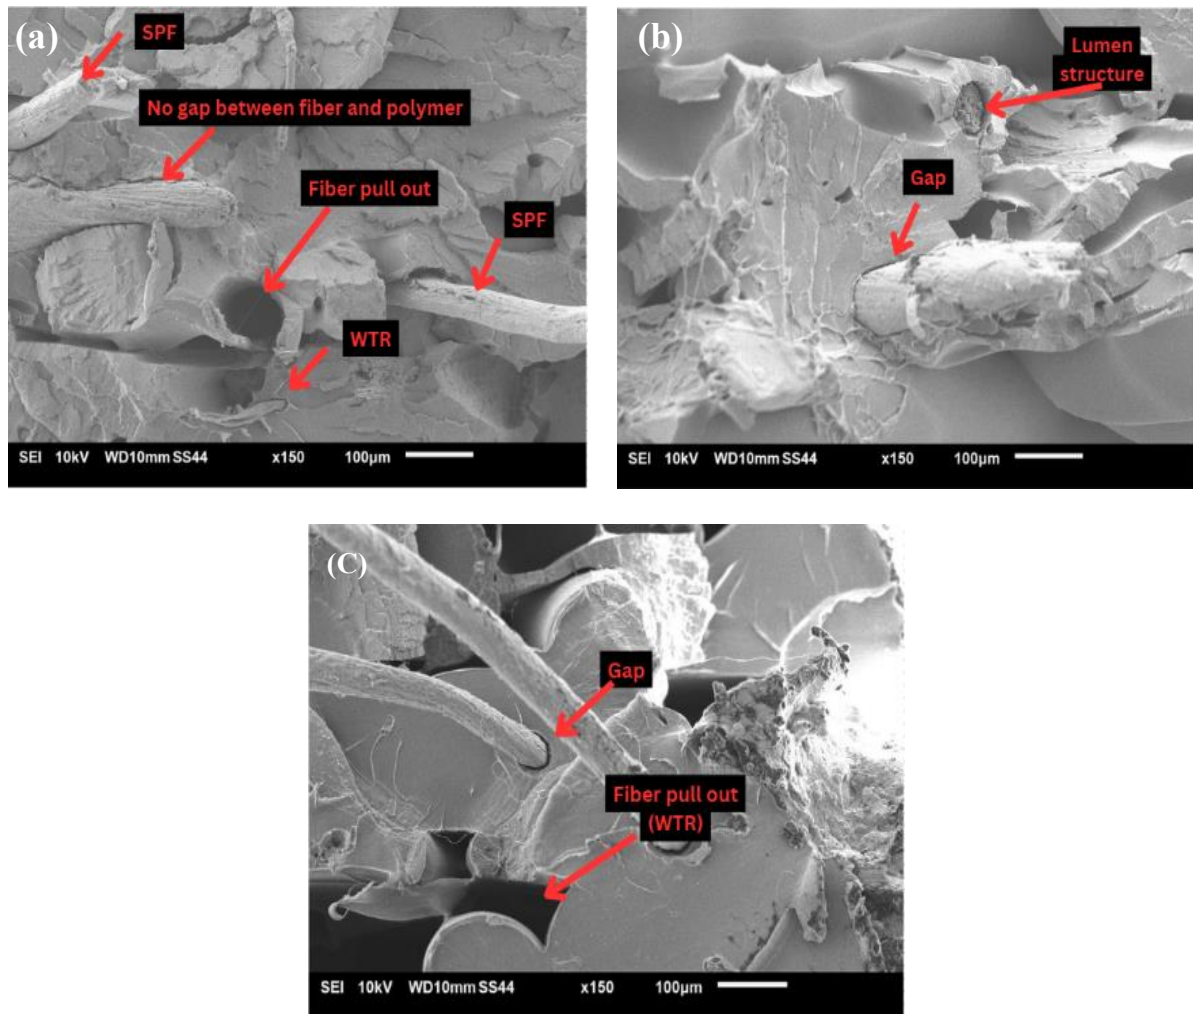 (a)
SPF
No gap between fiber and polymer
Fiber pull out
SPF
WTR
SEI 10kV WD10mm SS44 x150 100µm
(b)
Lumen
structure
Gap
SEI 10kV WD10mm SS44 x150 100µm
(C)
Gap
Fiber pull out
(WTR)
SEI 10kV WD10mm SS44 x150 100µm